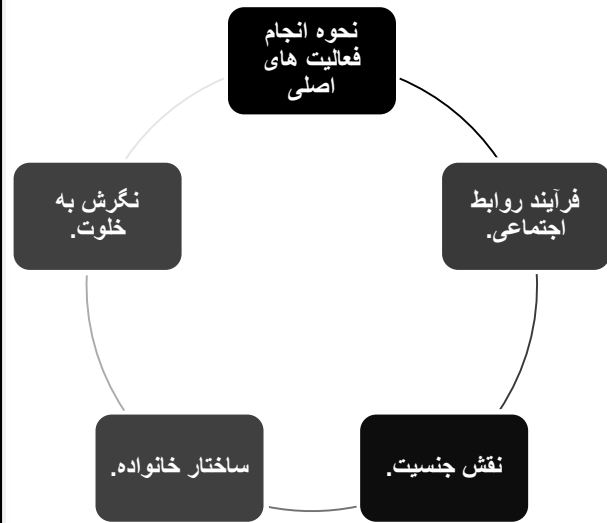 نحوه انجام
فعالیت های
اصلی
فرآیند روابط
اجتماعی.
نقش جنسیت.
ساختار خانواده.
نگرش به
خلوت.